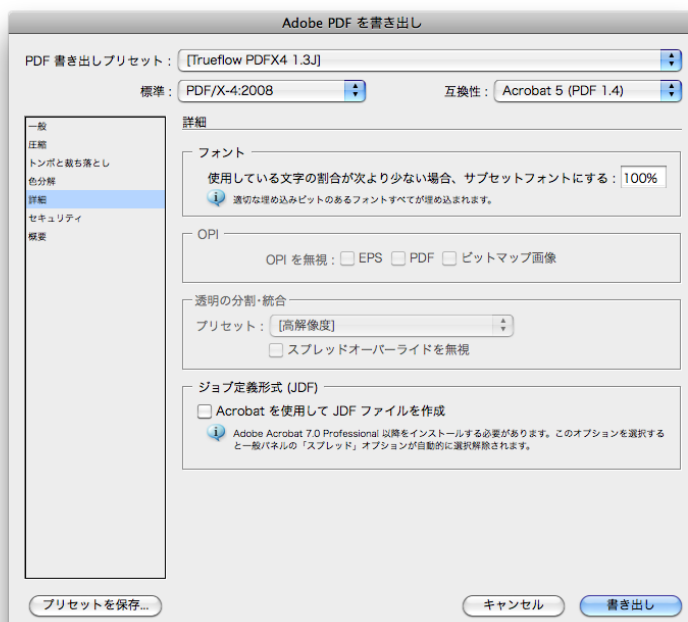 Adobe PDF を書き出し
PDF 書き出しプリセット： [Trueflow PDFX4 1.3J]
標準： PDF/X-4:2008 互換性： Acrobat 5 (PDF 1.4)
一般
圧縮
トンボと裁ち落とし
色分解
詳細
セキュリティ
概要
詳細
フォント
使用している文字の割合が次より少ない場合、サブセットフォントにする： 100%
適切な埋め込みビットのあるフォントすべてが埋め込まれます。
OPI
OPI を無視： EPS PDF ビットマップ画像
透明の分割・統合
プリセット： [高解像度]
スプレッドオーバーライドを無視
ジョブ定義形式 (JDF)
Acrobat を使用して JDF ファイルを作成
Adobe Acrobat 7.0 Professional 以降をインストールする必要があります。このオプションを選択する
と一般パネルの「スプレッド」オプションが自動的に選択解除されます。
プリセットを保存... キャンセル 書き出し